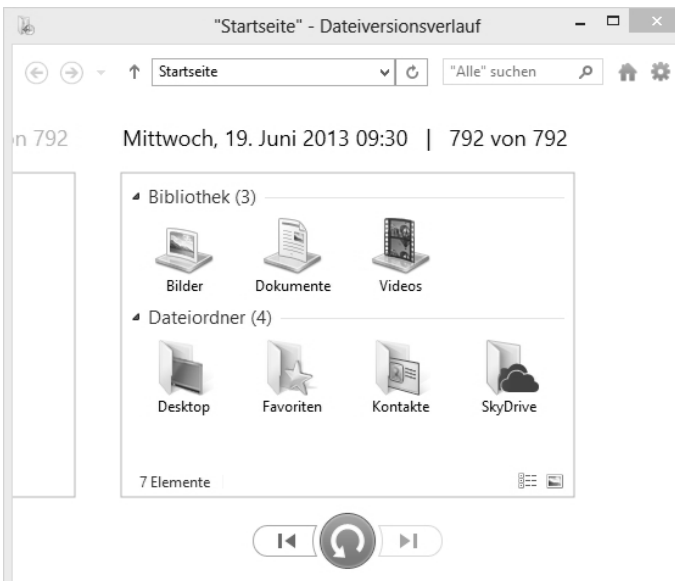 "Startseite" - Dateiversionsverlauf
Startseite
"Alle" suchen
on 792
Mittwoch, 19. Juni 2013 09:30 | 792 von 792
Bibliothek (3)
Bilder Dokumente Videos
Dateiordner (4)
Desktop Favoriten Kontakte SkyDrive
7 Elemente